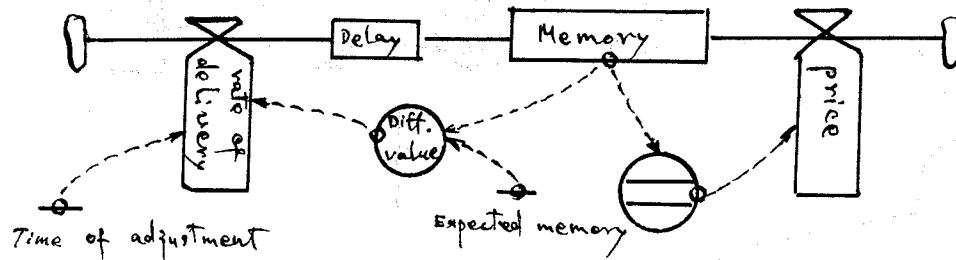 Delay
Memory
rate of
delivery
price
Diff.
value
Time of adjustment
Expected memory